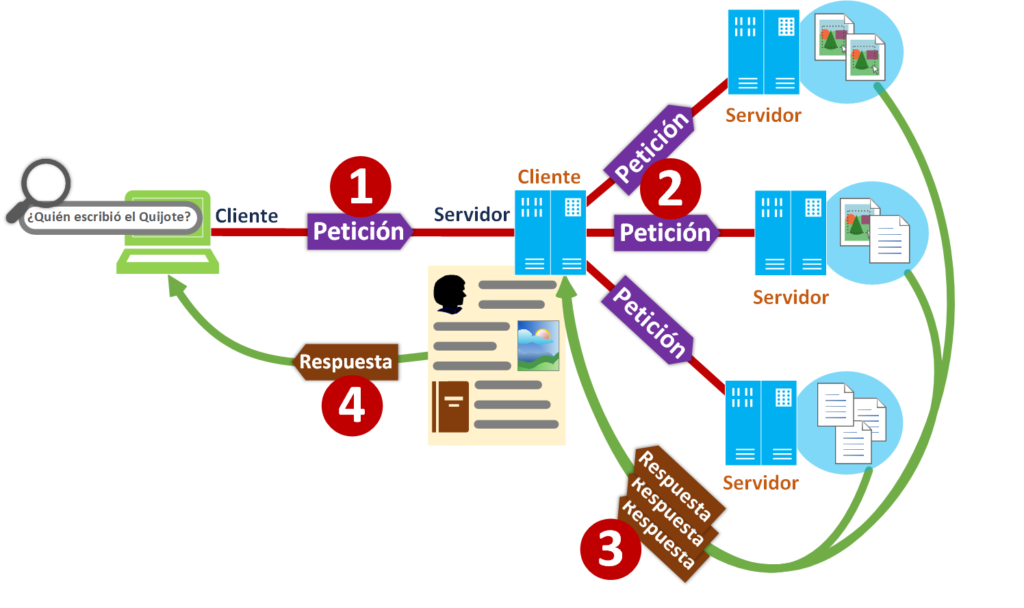 ¿Quién escribió el Quijote?
Cliente
1
Petición
Servidor
Cliente
Petición
2
Petición
Petición
Servidor
Servidor
Servidor
Respuesta
Respuesta
Respuesta
3
Respuesta
4